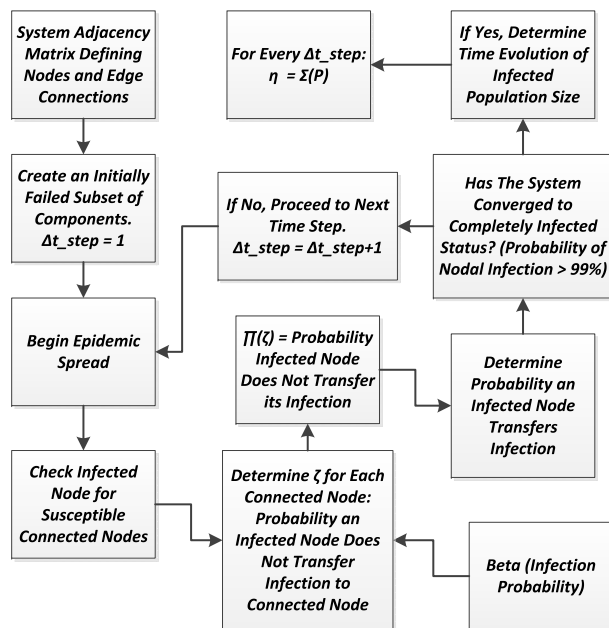 System Adjacency
Matrix Defining
Nodes and Edge
Connections
For Every Δt_step:
η = Σ(P)
If Yes, Determine
Time Evolution of
Infected
Population Size
Create an Initially
Failed Subset of
Components.
Δt_step = 1
If No, Proceed to Next
Time Step.
Δt_step = Δt_step+1
Has The System
Converged to
Completely Infected
Status? (Probability of
Nodal Infection > 99%)
Begin Epidemic
Spread
∏(ζ) = Probability
Infected Node
Does Not Transfer
its Infection
Determine
Probability an
Infected Node
Transfers
Infection
Check Infected
Node for
Susceptible
Connected Nodes
Determine ζ for Each
Connected Node:
Probability an
Infected Node Does
Not Transfer
Infection to
Connected Node
Beta (Infection
Probability)